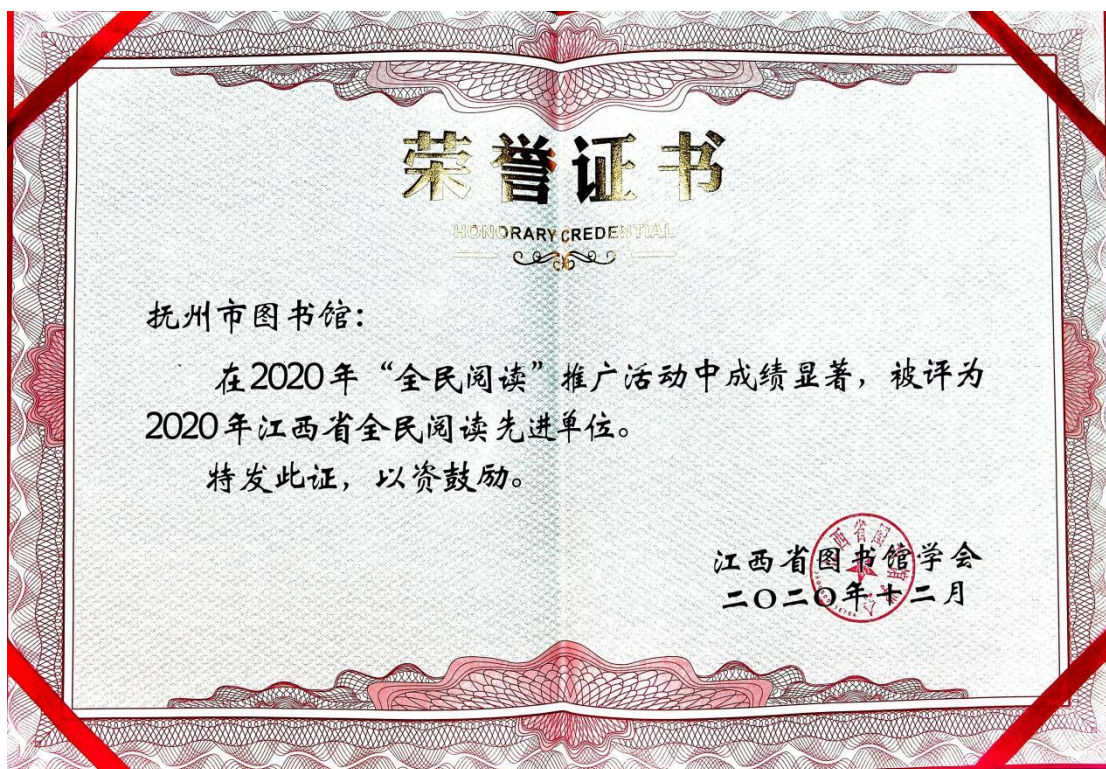 荣誉证书
HONORARY CREDENTIAL
抚州市图书馆：
在2020年“全民阅读”推广活动中成绩显著，被评为
2020年江西省全民阅读先进单位。
特发此证，以资鼓励。
江西省图书馆学会
二〇二〇年十二月